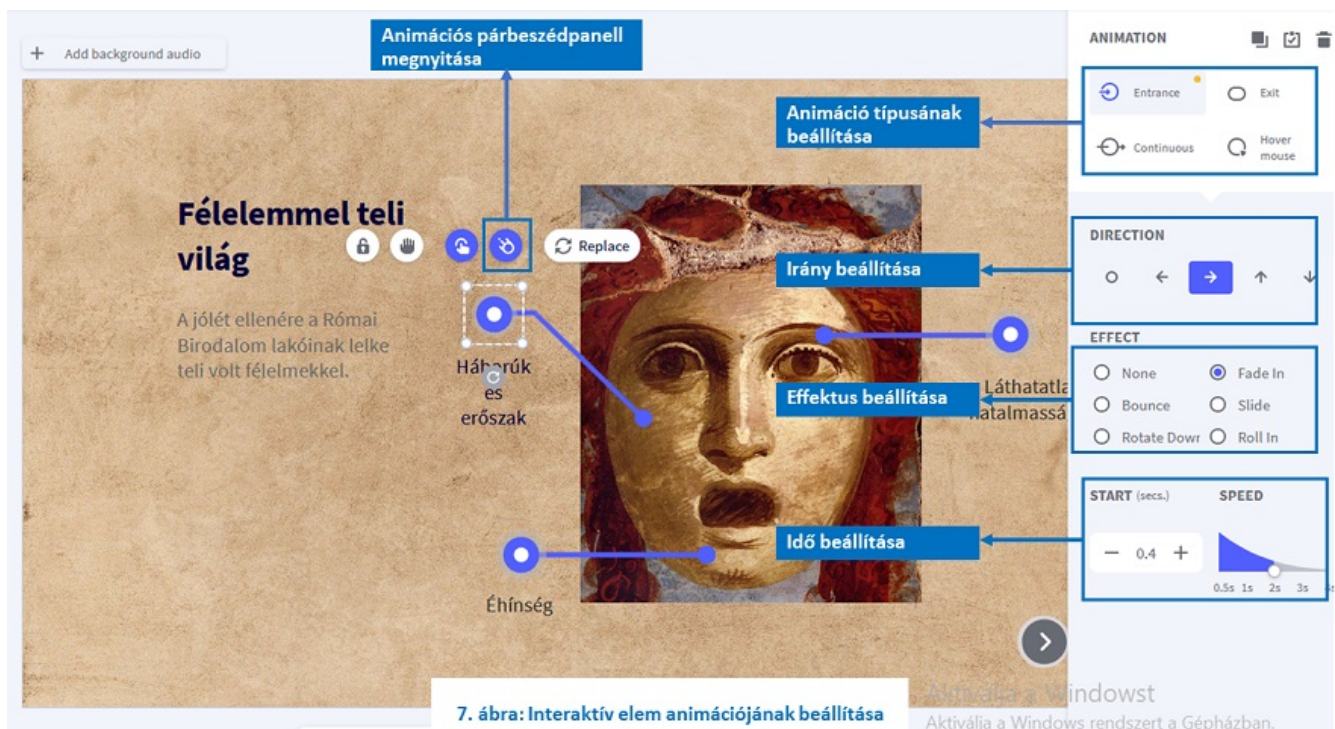 Add background audio
Animációs párbeszédpanell
megnyitása
ANIMATION
Entrance
Exit
Continuous
Hover
mouse
Animáció típusának
beállítása
Félelemmel teli
világ
Replace
A jólét ellenére a Római
Birodalom lakóinak lelke
teli volt félelmekkel.
Háborúk
és
erőszak
Éhínség
Láthatatla
hatalmassá
DIRECTION
Irány beállítása
EFFECT
None
Fade In
Bounce
Slide
Rotate Dowr
Roll In
Effektus beállítása
START (secs.)
SPEED
0.4
0.5s 1s 2s 3s
Idő beállítása
7. ábra: Interaktív elem animációjának beállítása
Aktiválja a Windowst
Aktiválja a Windows rendszert a Gépházban.